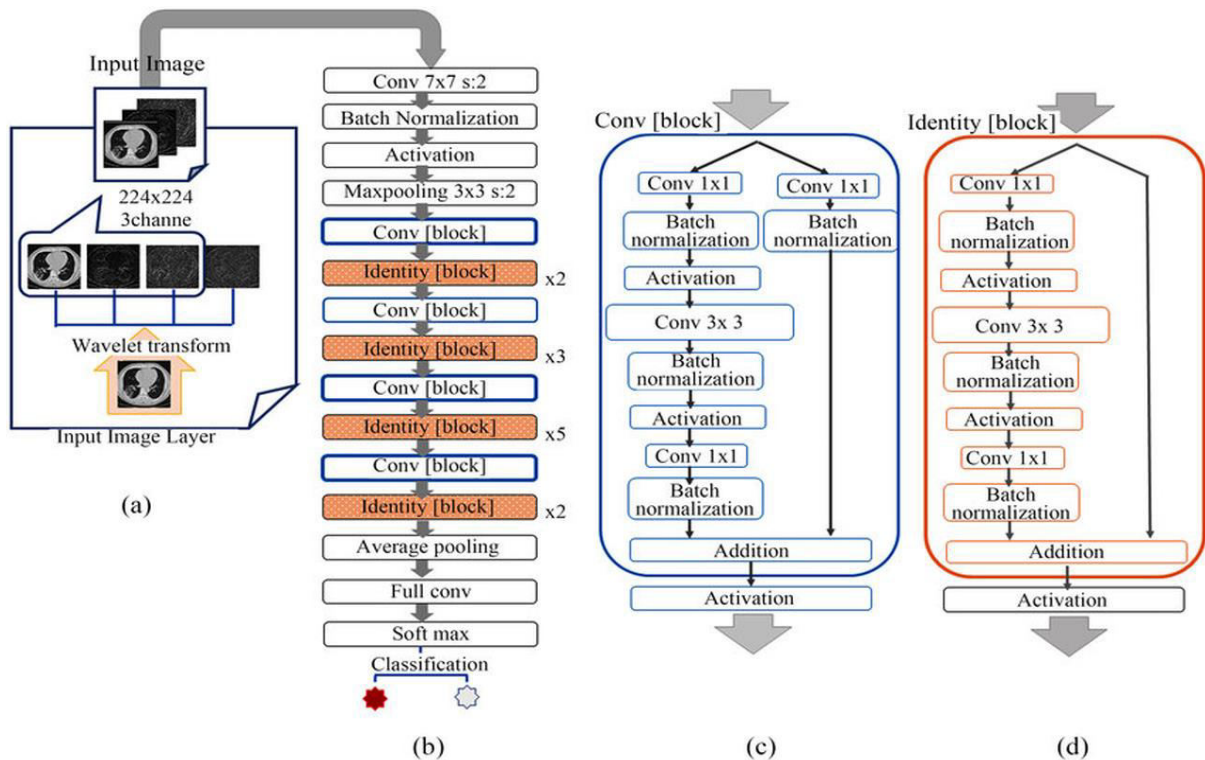 Input Image
224x224
3channe
Wavelet transform
Input Image Layer
(a)
Conv 7x7 s:2
Batch Normalization
Activation
Maxpooling 3x3 s:2
Conv [block]
Identity [block] x2
Conv [block]
Identity [block] x3
Conv [block]
Identity [block] x5
Conv [block]
Identity [block] x2
Average pooling
Full conv
Soft max
Classification
(b)
Conv [block]
Conv 1x1
Batch
normalization
Activation
Conv 3x 3
Batch
normalization
Activation
Conv 1x1
Batch
normalization
Conv 1x1
Batch
normalization
Addition
Activation
(c)
Identity [block]
Conv 1x1
Batch
normalization
Activation
Conv 3x 3
Batch
normalization
Activation
Conv 1x1
Batch
normalization
Addition
Activation
(d)